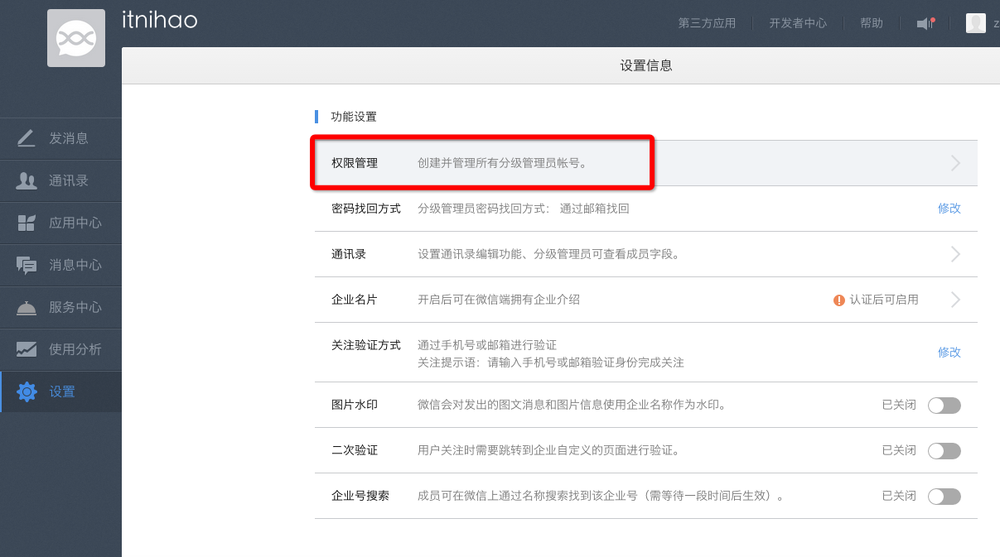 itnihao
第三方应用 开发者中心 帮助 z
设置信息
发消息
通讯录
应用中心
消息中心
服务中心
使用分析
设置
功能设置
权限管理 创建并管理所有分级管理员帐号。
密码找回方式 分级管理员密码找回方式： 通过邮箱找回 修改
通讯录 设置通讯录编辑功能、分级管理员可查看成员字段。
企业名片 开启后可在微信端拥有企业介绍 认证后可启用
关注验证方式 通过手机号或邮箱进行验证 修改
关注提示语：请输入手机号或邮箱验证身份完成关注
图片水印 微信会对发出的图文消息和图片信息使用企业名称作为水印。 已关闭
二次验证 用户关注时需要跳转到企业自定义的页面进行验证。 已关闭
企业号搜索 成员可在微信上通过名称搜索找到该企业号（需等待一段时间后生效）。 已关闭